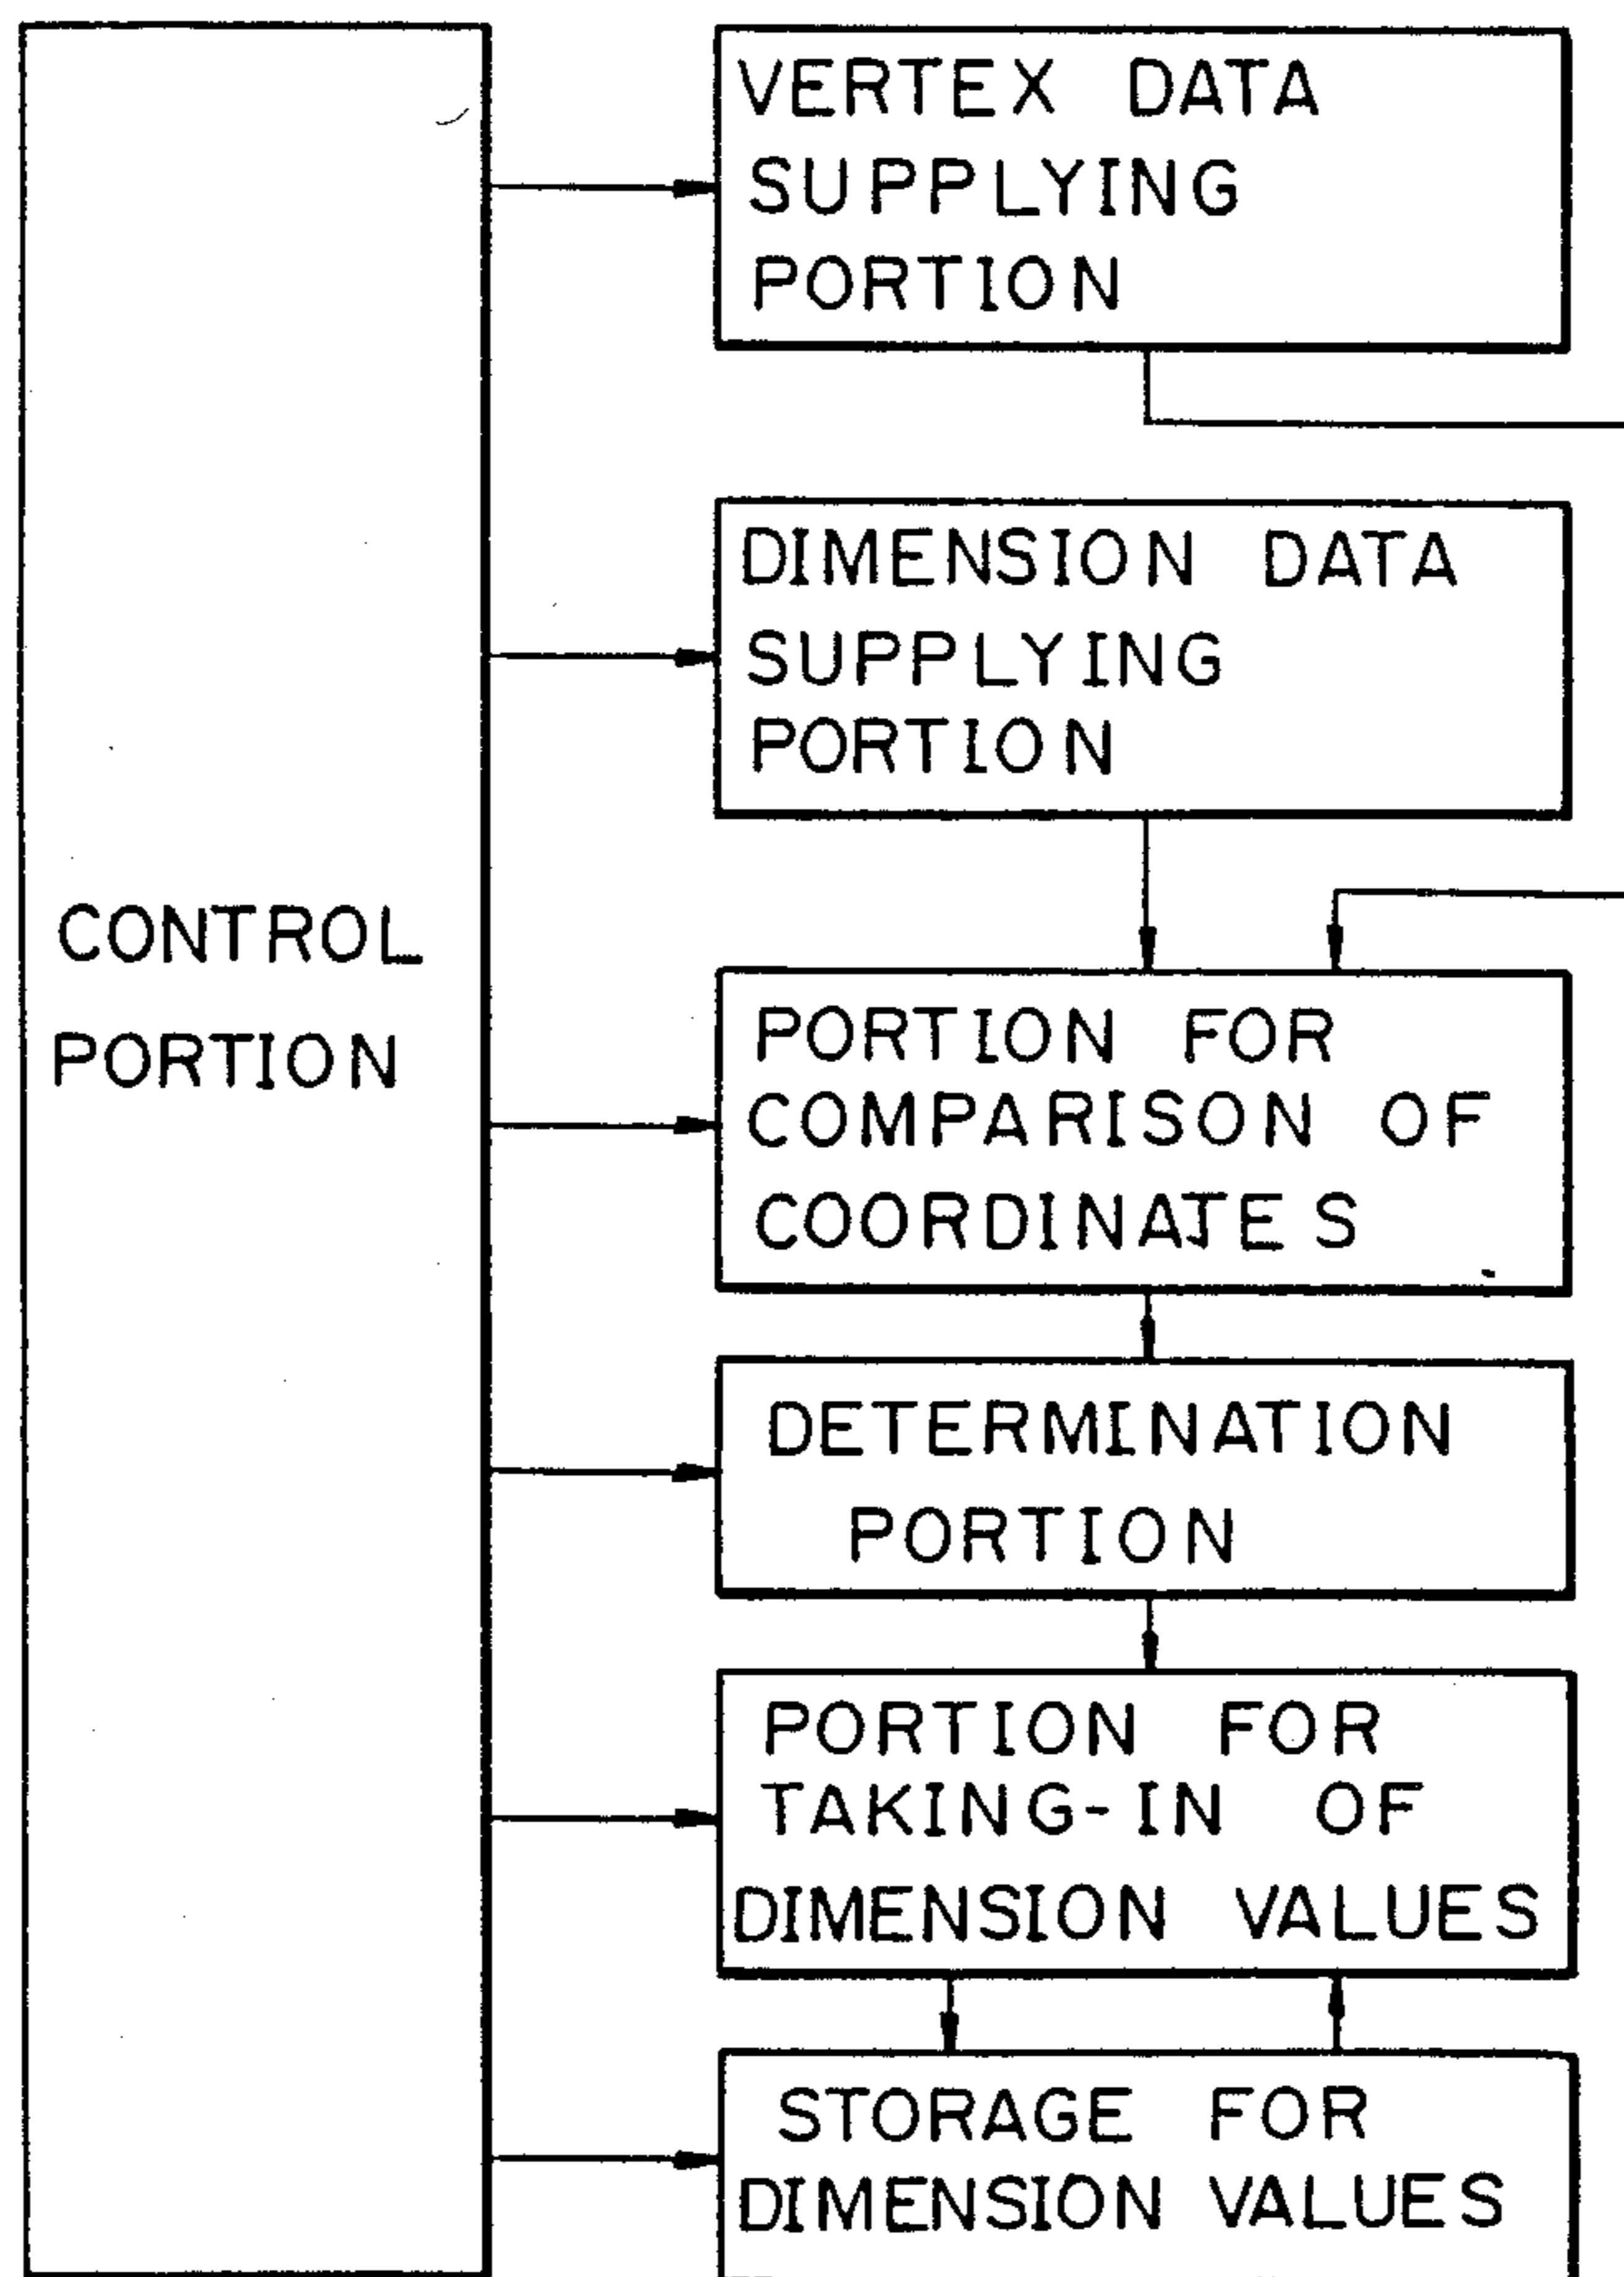 CONTROL
PORTION
VERTEX DATA
SUPPLYING
PORTION
DIMENSION DATA
SUPPLYING
PORTION
PORTION FOR
COMPARISON OF
COORDINATES
DETERMINATION
PORTION
PORTION FOR
TAKING-IN OF
DIMENSION VALUES
STORAGE FOR
DIMENSION VALUES